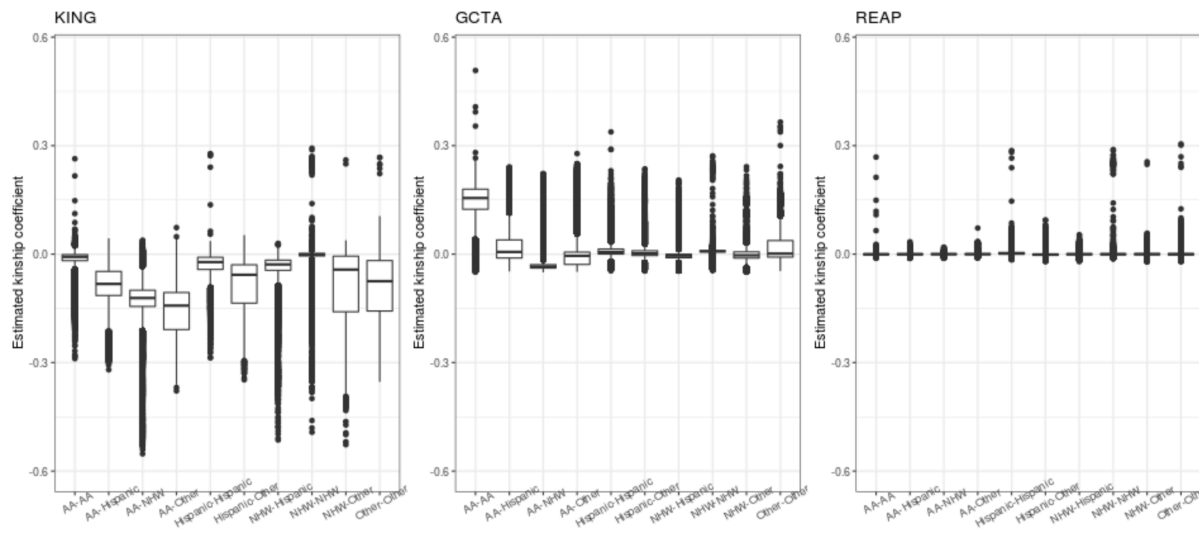 KING
Estimated kinship coefficient
0.6
0.3
0.0
-0.3
-0.6
AA-AA
AA-Hispanic
AA-NHW
AA-Other
Hispanic-Hispanic
Hispanic-Other
NHW-Hispanic
NHW-NHW
NHW-Other
Other-Other
GCTA
Estimated kinship coefficient
0.6
0.3
0.0
-0.3
-0.6
AA-AA
AA-Hispanic
AA-NHW
AA-Other
Hispanic-Hispanic
Hispanic-Other
NHW-Hispanic
NHW-NHW
NHW-Other
Other-Other
REAP
Estimated kinship coefficient
0.6
0.3
0.0
-0.3
-0.6
AA-AA
AA-Hispanic
AA-NHW
AA-Other
Hispanic-Hispanic
Hispanic-Other
NHW-Hispanic
NHW-NHW
NHW-Other
Other-Ot